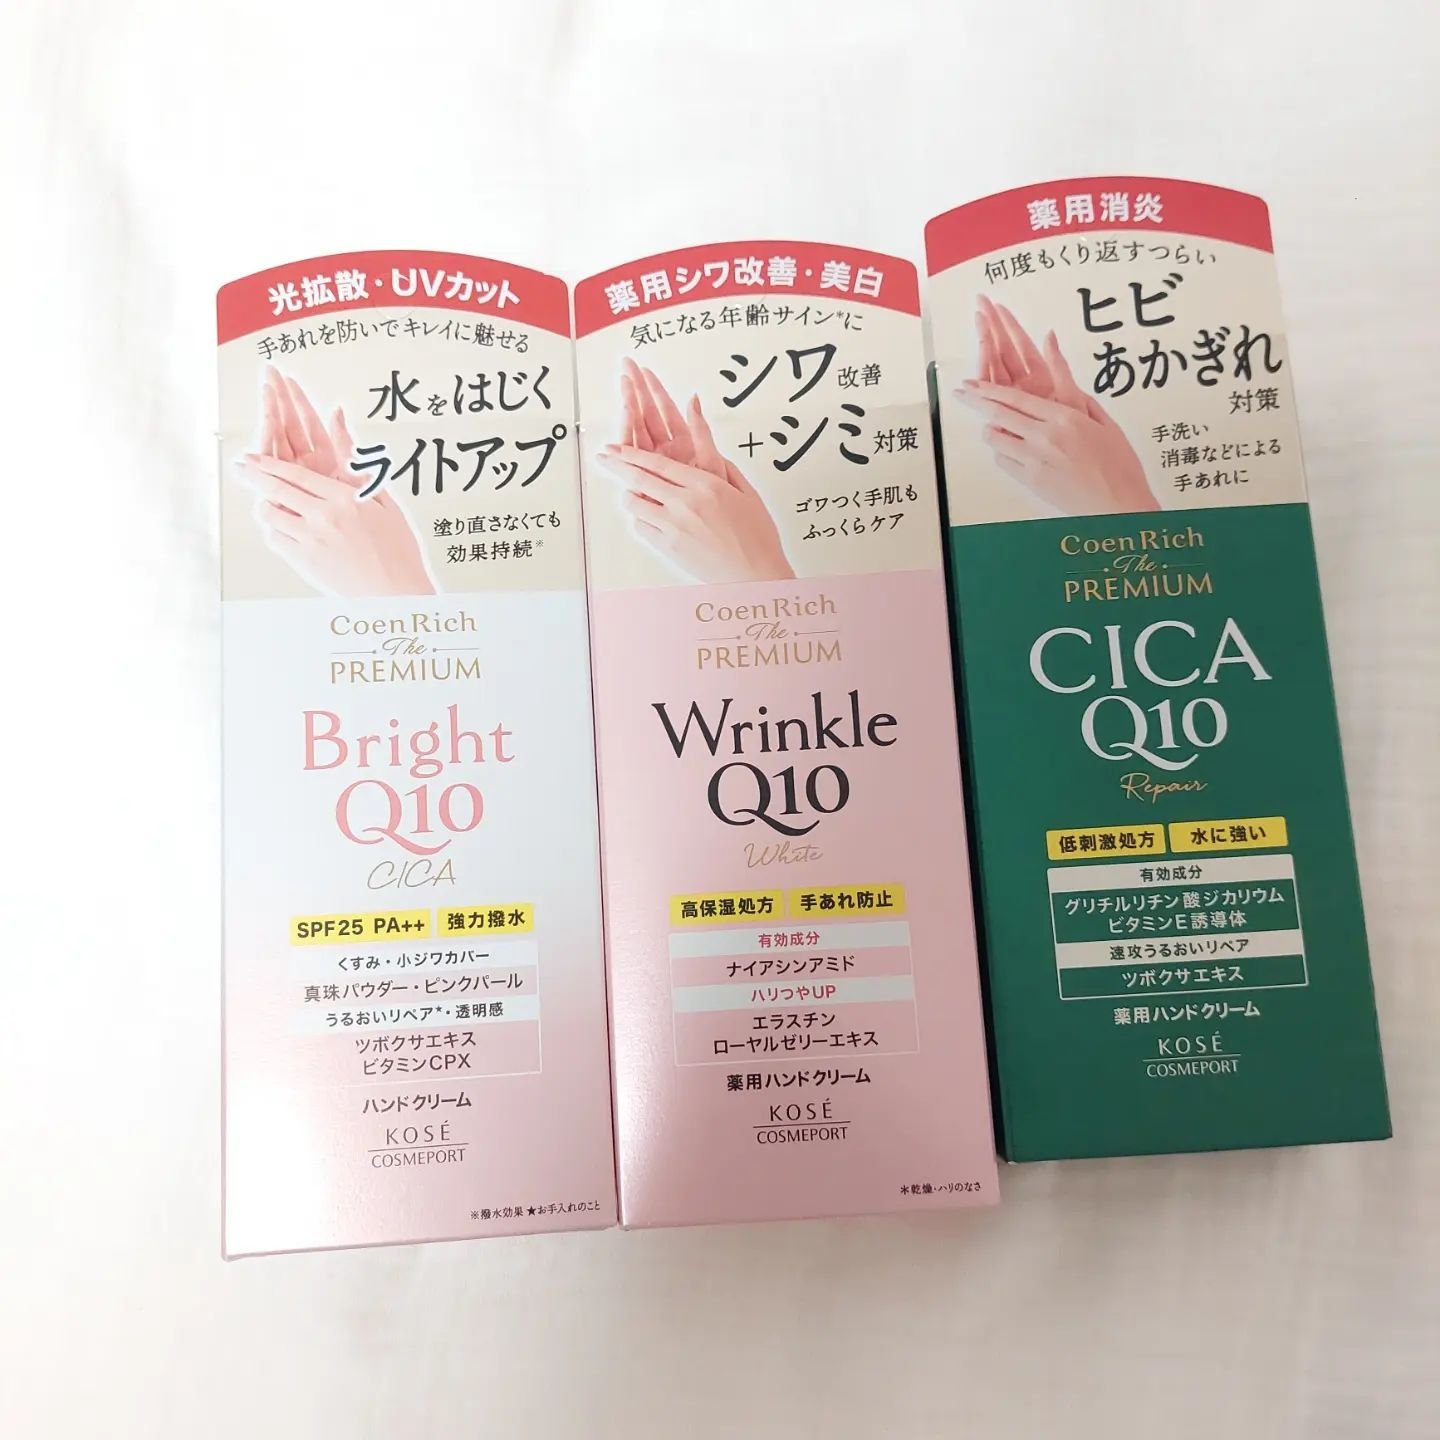 光拡散・UVカット
手あれを防いでキレイに魅せる
水をはじく
ライトアップ
塗り直さなくても
効果持続※
CoenRich
The
PREMIUM
Bright
Q10
CICA
SPF25 PA++
強力撥水
くすみ・小ジワカバー
真珠パウダー・ピンクパール
うるおいリペア★・透明感
ツボクサエキス
ビタミンCPX
ハンドクリーム
KOSÉ
COSMEPORT
※撥水効果 ★お手入れのこと
薬用シワ改善・美白
気になる年齢サイン*に
シワ改善
+シミ対策
ゴワつく手肌も
ふっくらケア
CoenRich
The
PREMIUM
Wrinkle
Q10
White
高保湿処方
手あれ防止
有効成分
ナイアシンアミド
ハリつやUP
エラスチン
ローヤルゼリーエキス
薬用ハンドクリーム
KOSÉ
COSMEPORT
*乾燥・ハリのなさ
薬用消炎
何度もくり返すつらい
ヒビ
あかぎれ
対策
手洗い
消毒などによる
手あれに
CoenRich
The
PREMIUM
CICA
Q10
Repair
低刺激処方
水に強い
有効成分
グリチルリチン酸ジカリウム
ビタミンE誘導体
速攻うるおいリペア
ツボクサエキス
薬用ハンドクリーム
KOSÉ
COSMEPORT